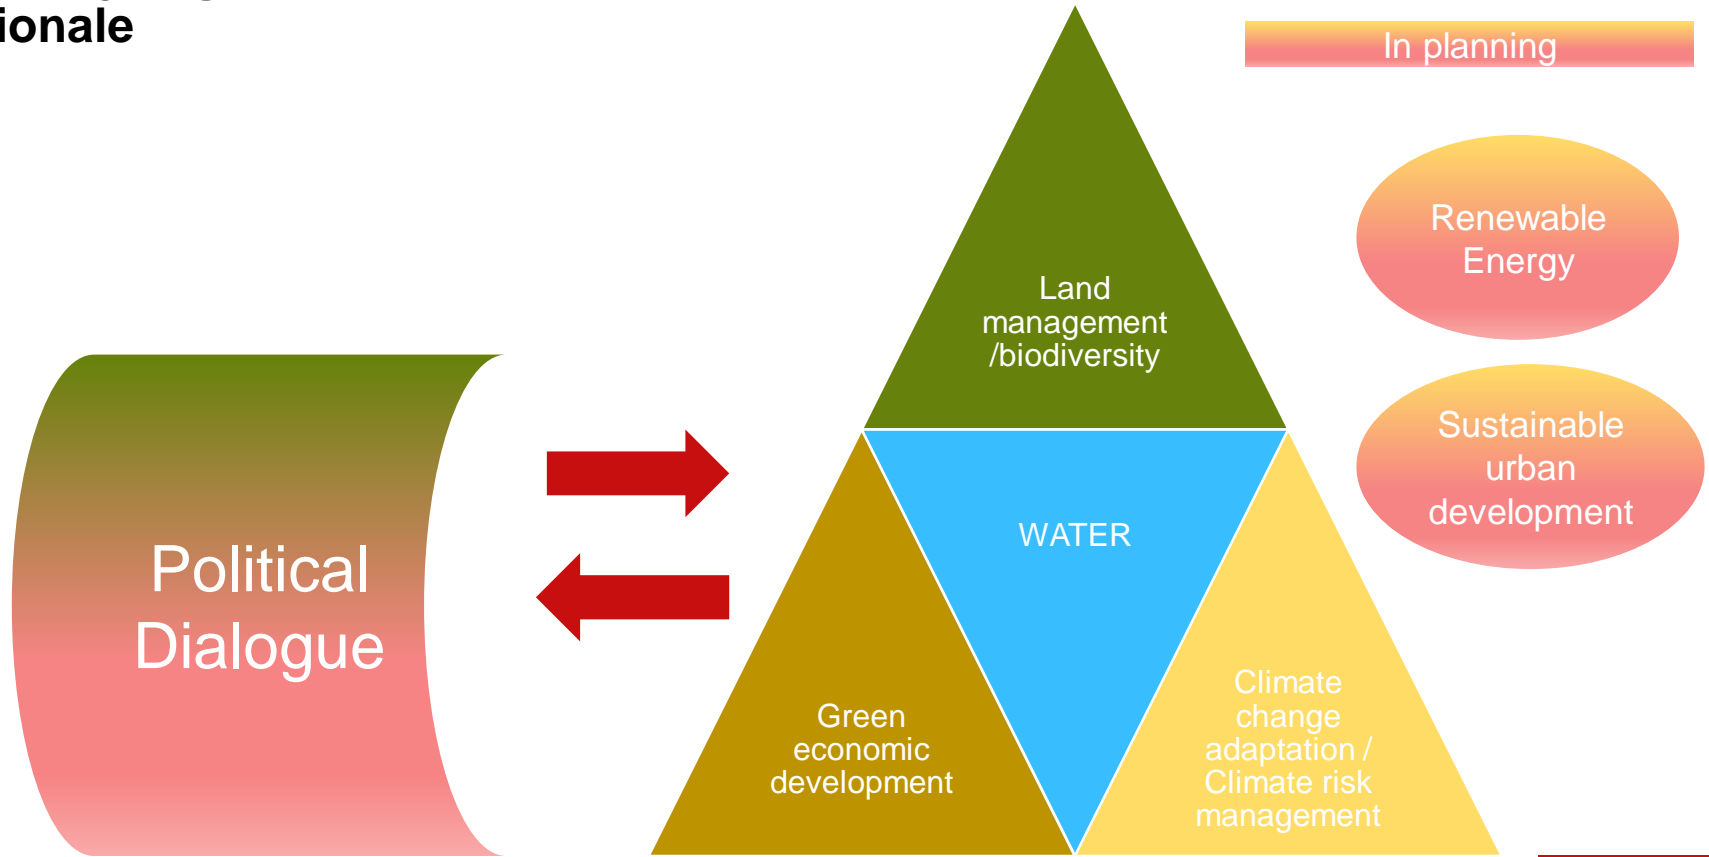 ionale
In planning
Renewable
Energy
Land
management
/biodiversity
Sustainable
urban
development
WATER
Political
Dialogue
Green
economic
development
Climate
change
adaptation /
Climate risk
management